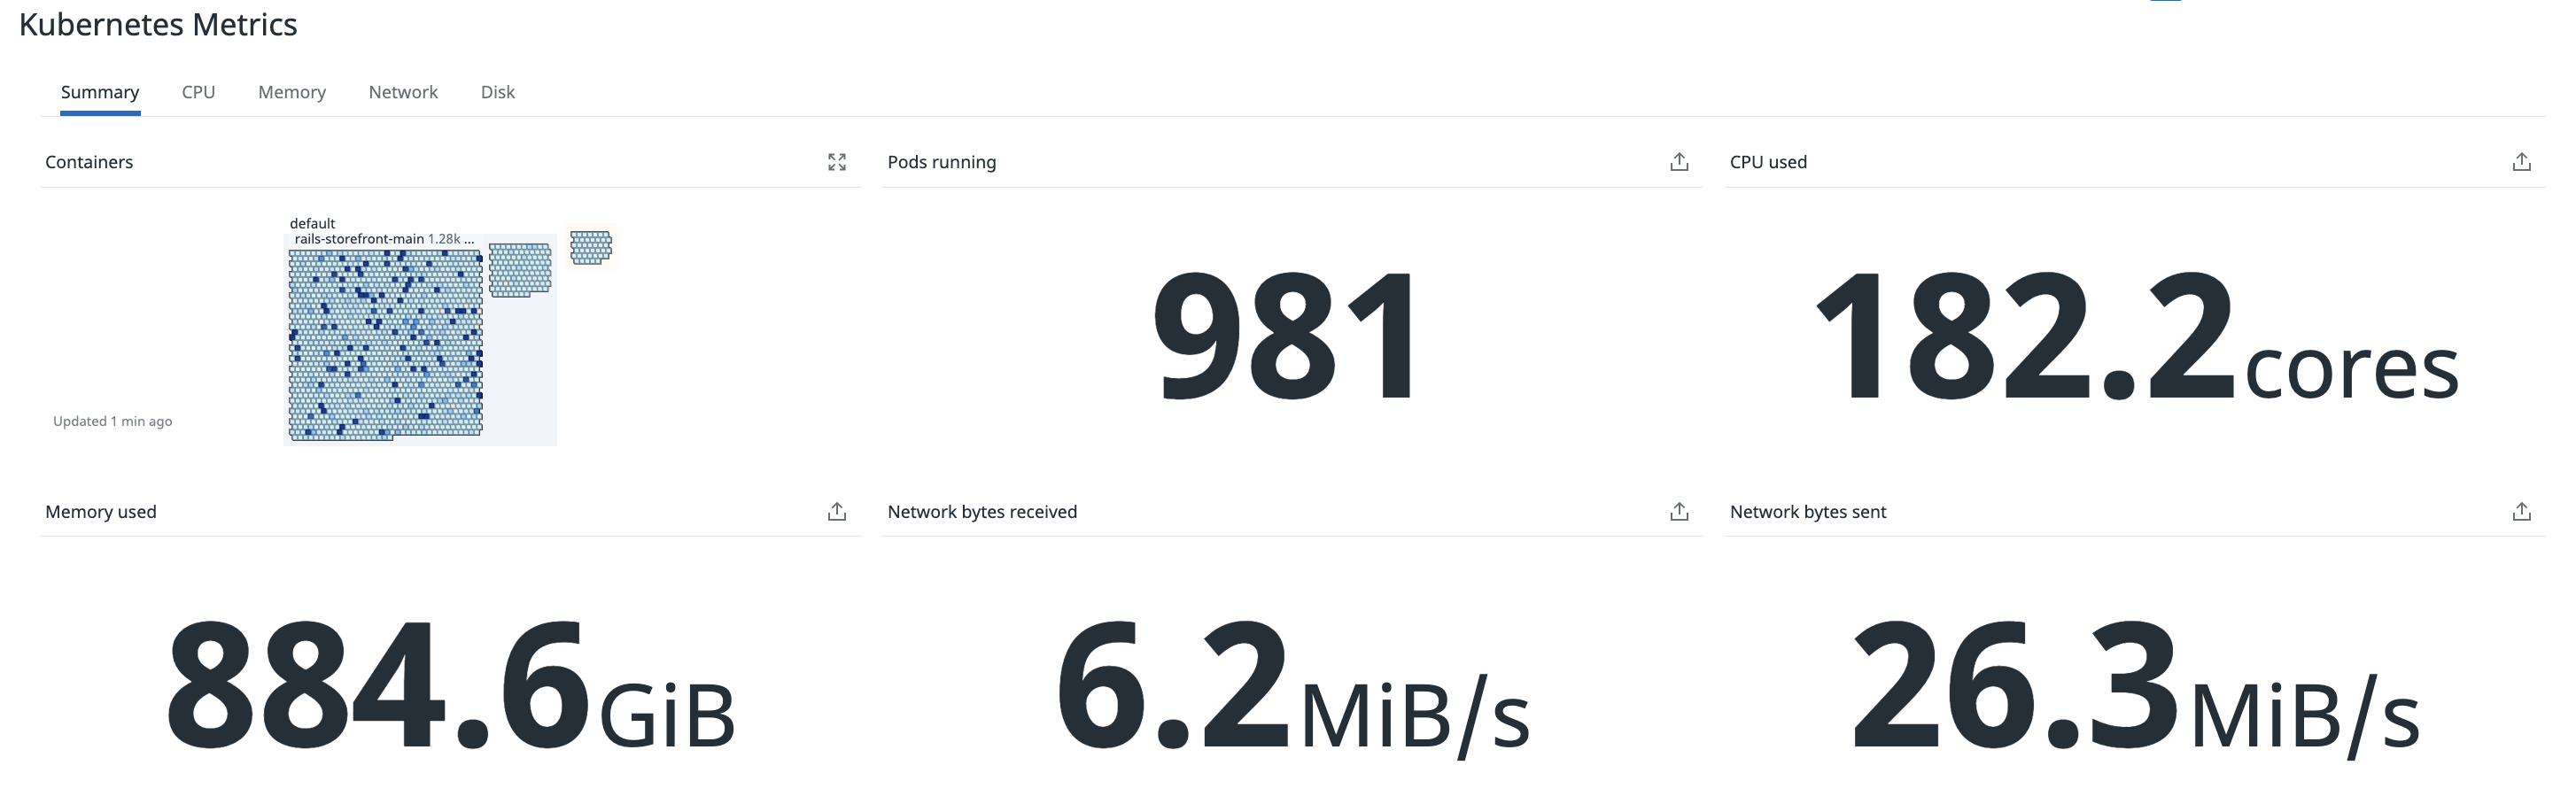 Kubernetes Metrics
Summary CPU Memory Network Disk
Containers
default
rails-storefront-main 1.28k ...
Updated 1 min ago
Pods running
981
CPU used
182.2cores
Memory used
884.6GiB
Network bytes received
6.2MiB/s
Network bytes sent
26.3MiB/s